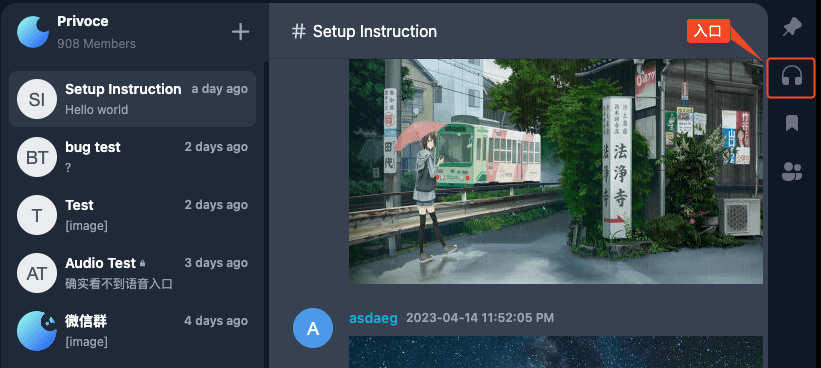 Privoce
908 Members
SI
Setup Instruction
a day ago
Hello world
BT
bug test
2 days ago
?
T
Test
2 days ago
[image]
AT
Audio Test
3 days ago
确实看不到语音入口
微信群
4 days ago
[image]
# Setup Instruction
入口
法浄寺
A
asdaeg
2023-04-14 11:52:05 PM